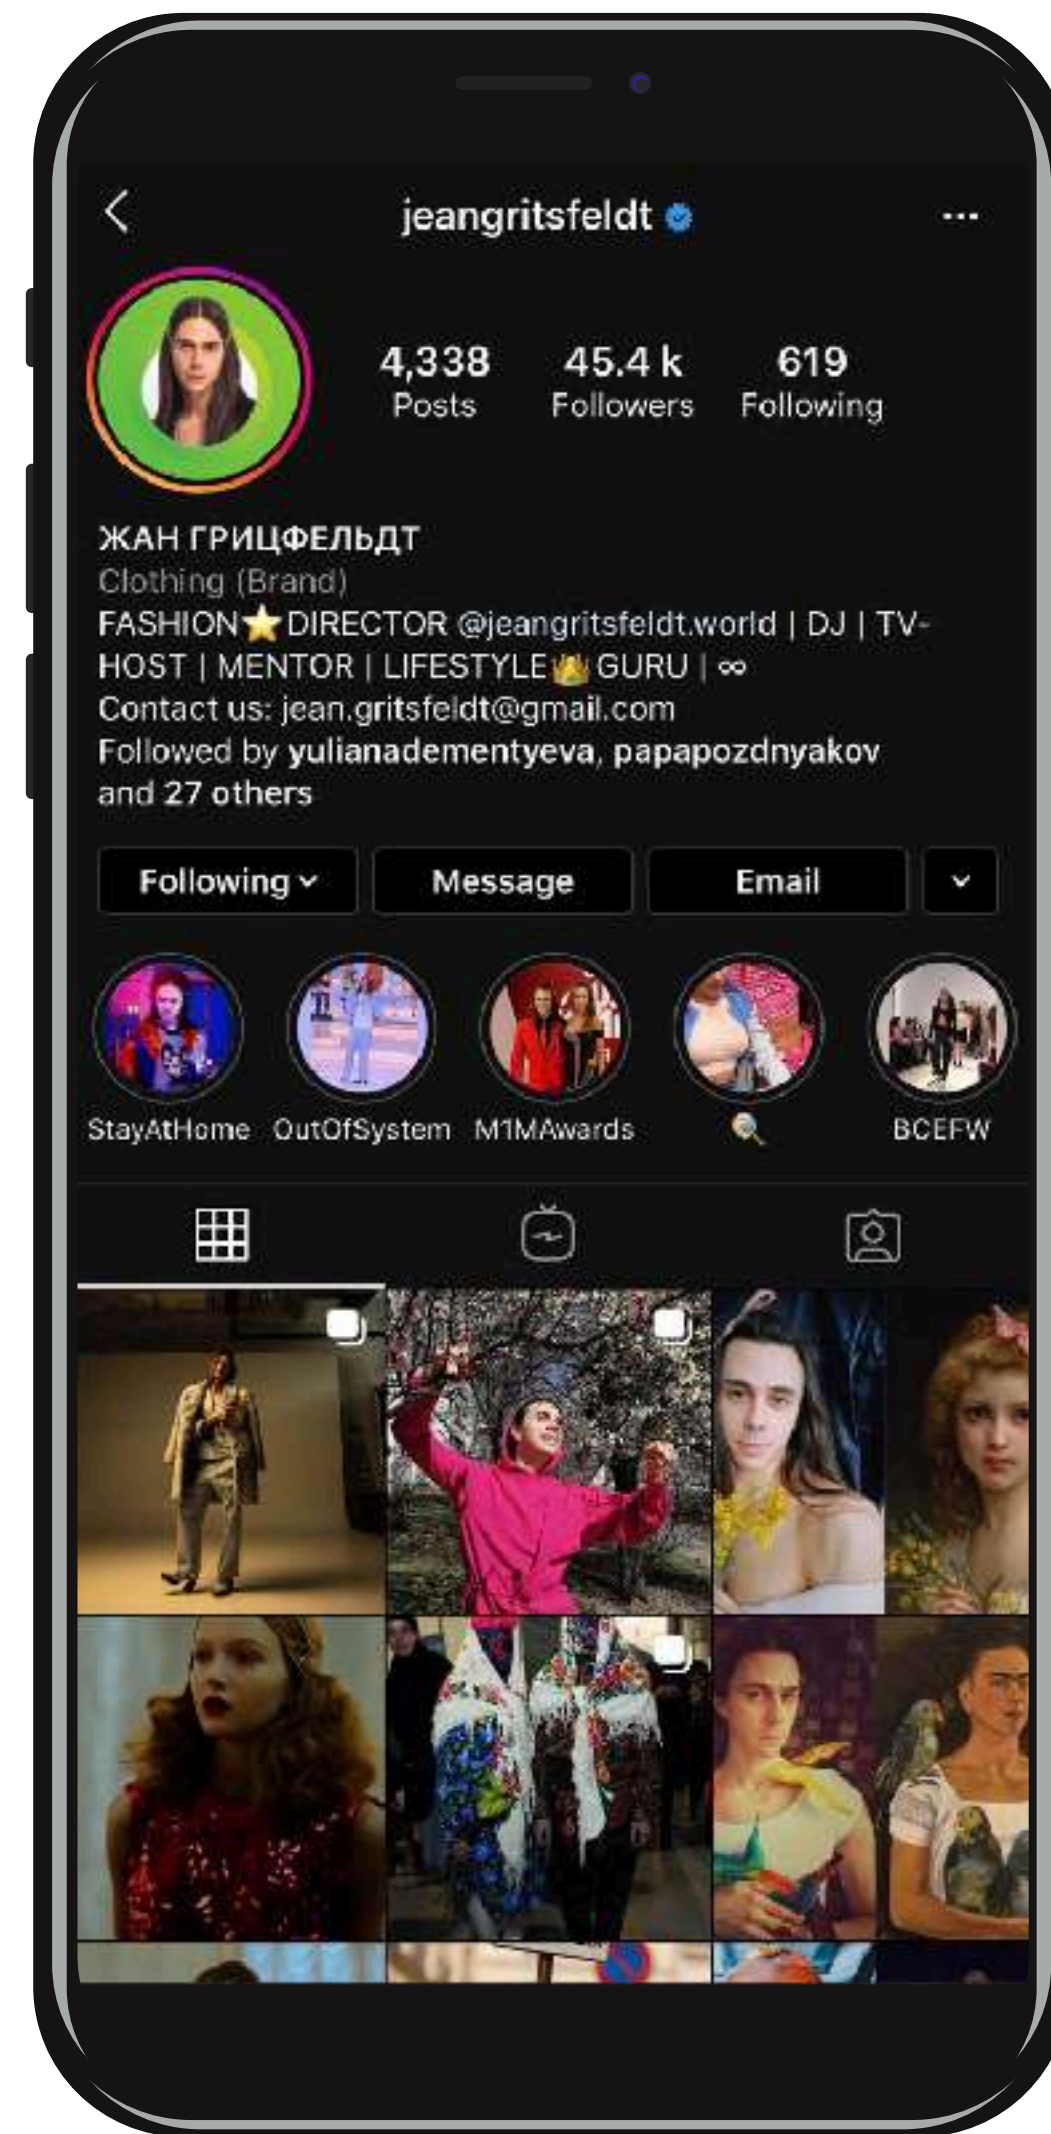 jeangritsfeldt
4,338 45.4 k 619
Posts Followers Following
ЖАН ГРИЦФЕЛЬДТ
Clothing (Brand)
FASHION⭐DIRECTOR @jeangritsfeldt.world | DJ | TV-
HOST | MENTOR | LIFESTYLE👑GURU | ∞
Contact us: jean.gritsfeldt@gmail.com
Followed by yulianadementyeva, papapozdnyakov
and 27 others
Following Message Email
StayAtHome OutOfSystem M1MAwards 🔍 BCEFW